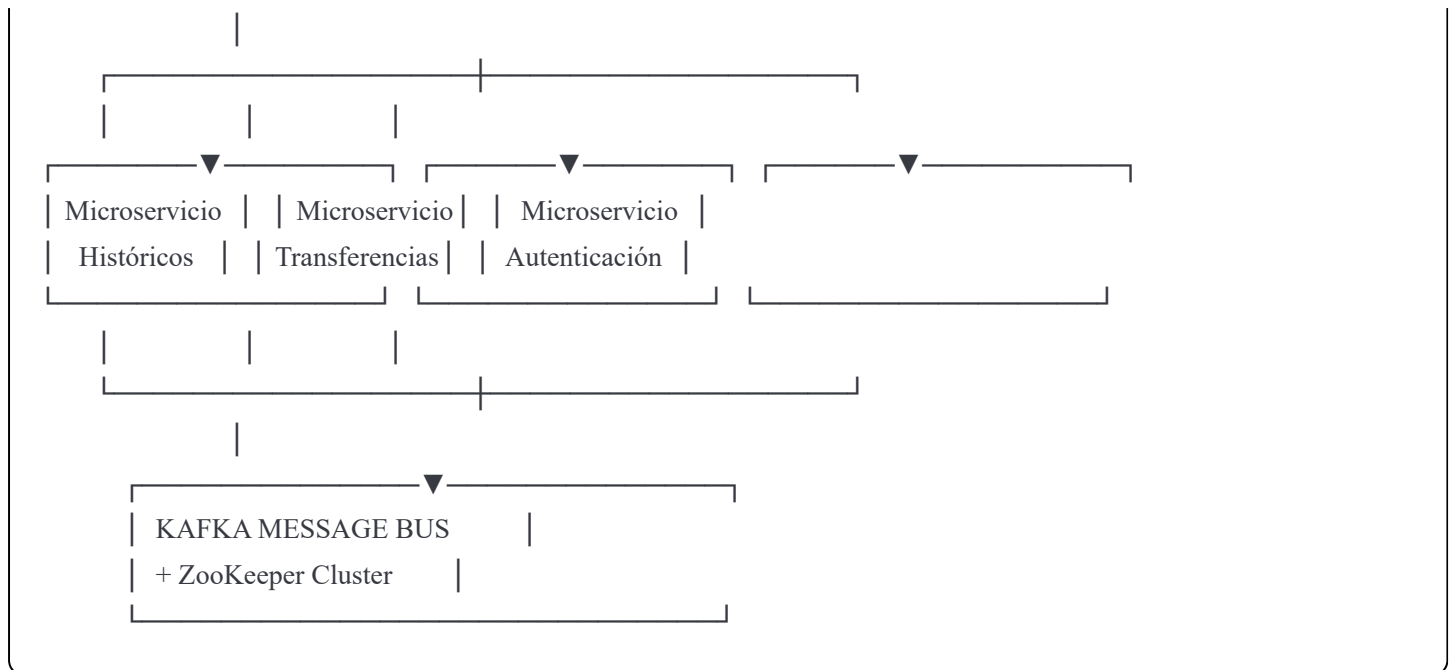 Microservicio Microservicio Microservicio
Históricos Transferencias Autenticación
KAFKA MESSAGE BUS
+ ZooKeeper Cluster